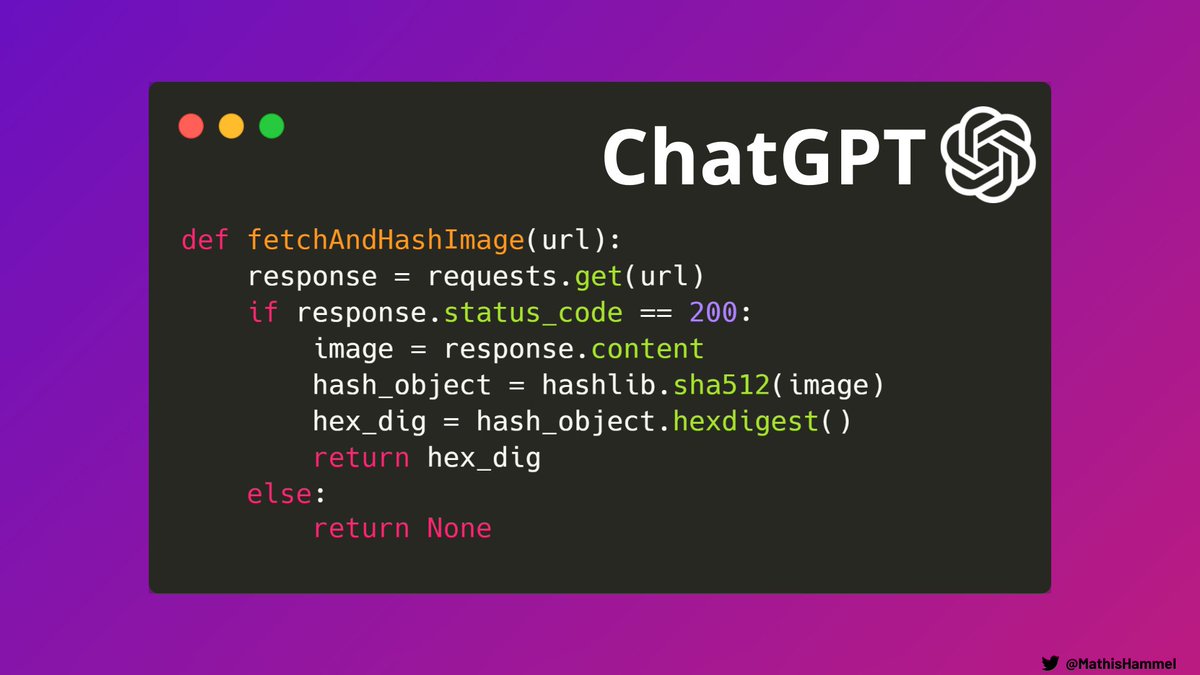 ChatGPT
def fetchAndHashImage(url):
    response = requests.get(url)
    if response.status_code == 200:
        image = response.content
        hash_object = hashlib.sha512(image)
        hex_dig = hash_object.hexdigest()
        return hex_dig
    else:
        return None
@MathisHammel